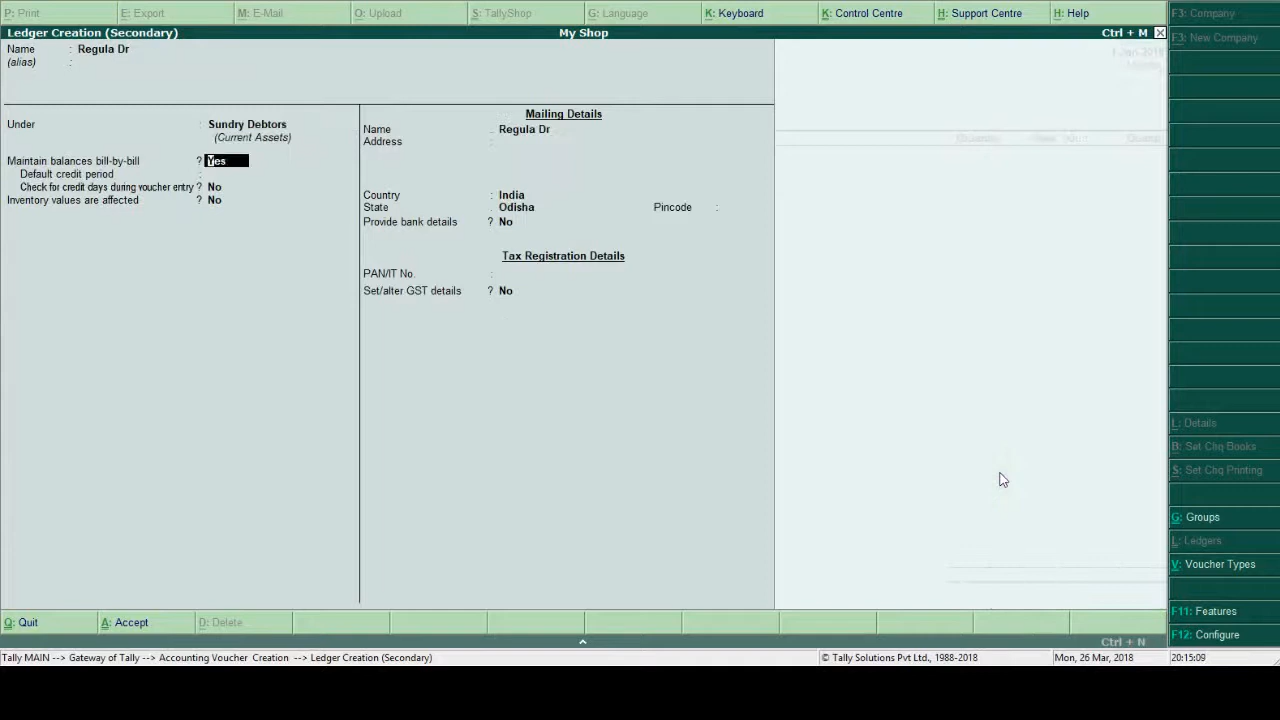 P: Print E: Export M: E-Mail O: Upload S: TallyShop G: Language K: Keyboard K: Control Centre H: Support Centre H: Help F3: Company
Ledger Creation (Secondary) My Shop Ctrl + M F3: New Company
Name : Regula Dr
(alias) :
Mailing Details
Under : Sundry Debtors
(Current Assets)
Name : Regula Dr
Address :
Maintain balances bill-by-bill ? Yes
Default credit period :
Check for credit days during voucher entry ? No
Inventory values are affected ? No
Country : India
State : Odisha Pincode :
Provide bank details ? No
Tax Registration Details
PAN/IT No. :
Set/alter GST details ? No
L: Details
B: Set Chq Books
S: Set Chq Printing
G: Groups
L: Ledgers
V: Voucher Types
F11: Features
F12: Configure
Q: Quit A: Accept D: Delete
Ctrl + N
Tally MAIN --> Gateway of Tally --> Accounting Voucher Creation --> Ledger Creation (Secondary) © Tally Solutions Pvt Ltd., 1988-2018 Mon, 26 Mar, 2018 20:15:09